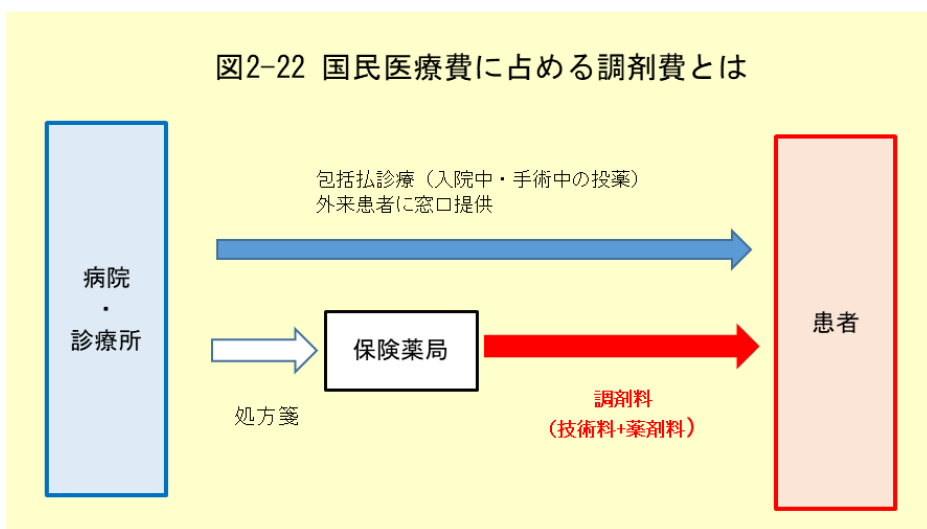 図2-22 国民医療費に占める調剤費とは
包括払診療（入院中・手術中の投薬）
外来患者に窓口提供
病院
・
診療所
保険薬局
患者
処方箋
調剤料
（技術料+薬剤料）